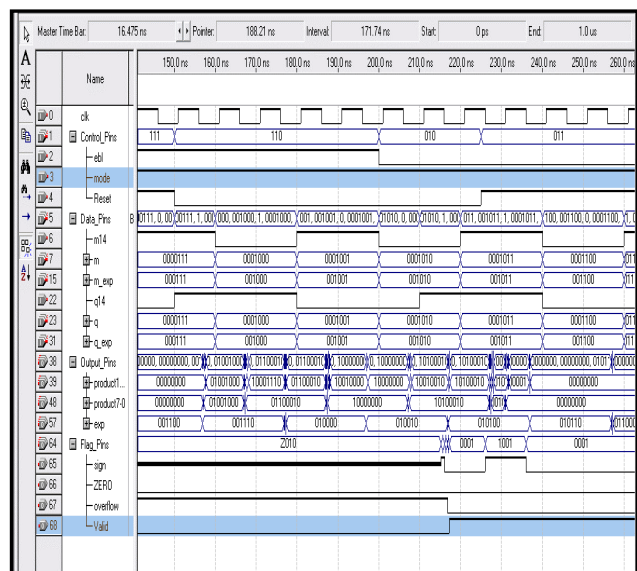 Master Time Bar: 16.475 ns Pointer: 188.21 ns Interval: 171.74 ns Start: 0 ps End: 1.0 us
Name
150.0 ns 160.0 ns 170.0 ns 180.0 ns 190.0 ns 200.0 ns 210.0 ns 220.0 ns 230.0 ns 240.0 ns 250.0 ns 260.0 ns
A
0 clk
1 Control_Pins 111 110 010 011
2 ebl
3 mode
4 Reset
5 Data_Pins B
6 m14
7 m 0000111 0001000 0001001 0001010 0001011 0001100
15 m_exp 000111 001000 001001 001010 001011 001100
22 q14
23 q 0000111 0001000 0001001 0001010 0001011 0001100
31 q_exp 000111 001000 001001 001010 001011 001100
38 Output_Pins
39 product1... 00000000 01001000 10001110 01100010 10010000 10000000 10010010 10100010 00000000
48 product7-0 00000000 01001000 01100010 10000000 10100010 00000000
57 exp 001100 001110 010000 010010 010100 010110
64 Flag_Pins Z010 0001 1001 0001
65 sign
66 ZERO
67 overflow
68 Valid